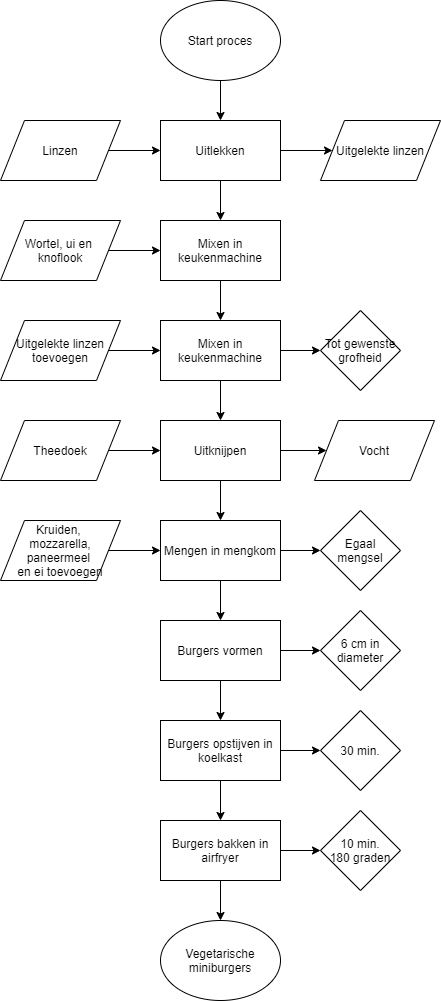 Start proces
Linzen
Uitlekken
Uitgelekte linzen
Wortel, ui en
knoflook
Mixen in
keukenmachine
Uitgelekte linzen
toevoegen
Mixen in
keukenmachine
Tot gewenste
grofheid
Theedoek
Uitknijpen
Vocht
Kruiden,
mozzarella,
paneermeel
en ei toevoegen
Mengen in mengkom
Egaal
mengsel
Burgers vormen
6 cm in
diameter
Burgers opstijven in
koelkast
30 min.
Burgers bakken in
airfryer
10 min.
180 graden
Vegetarische
miniburgers